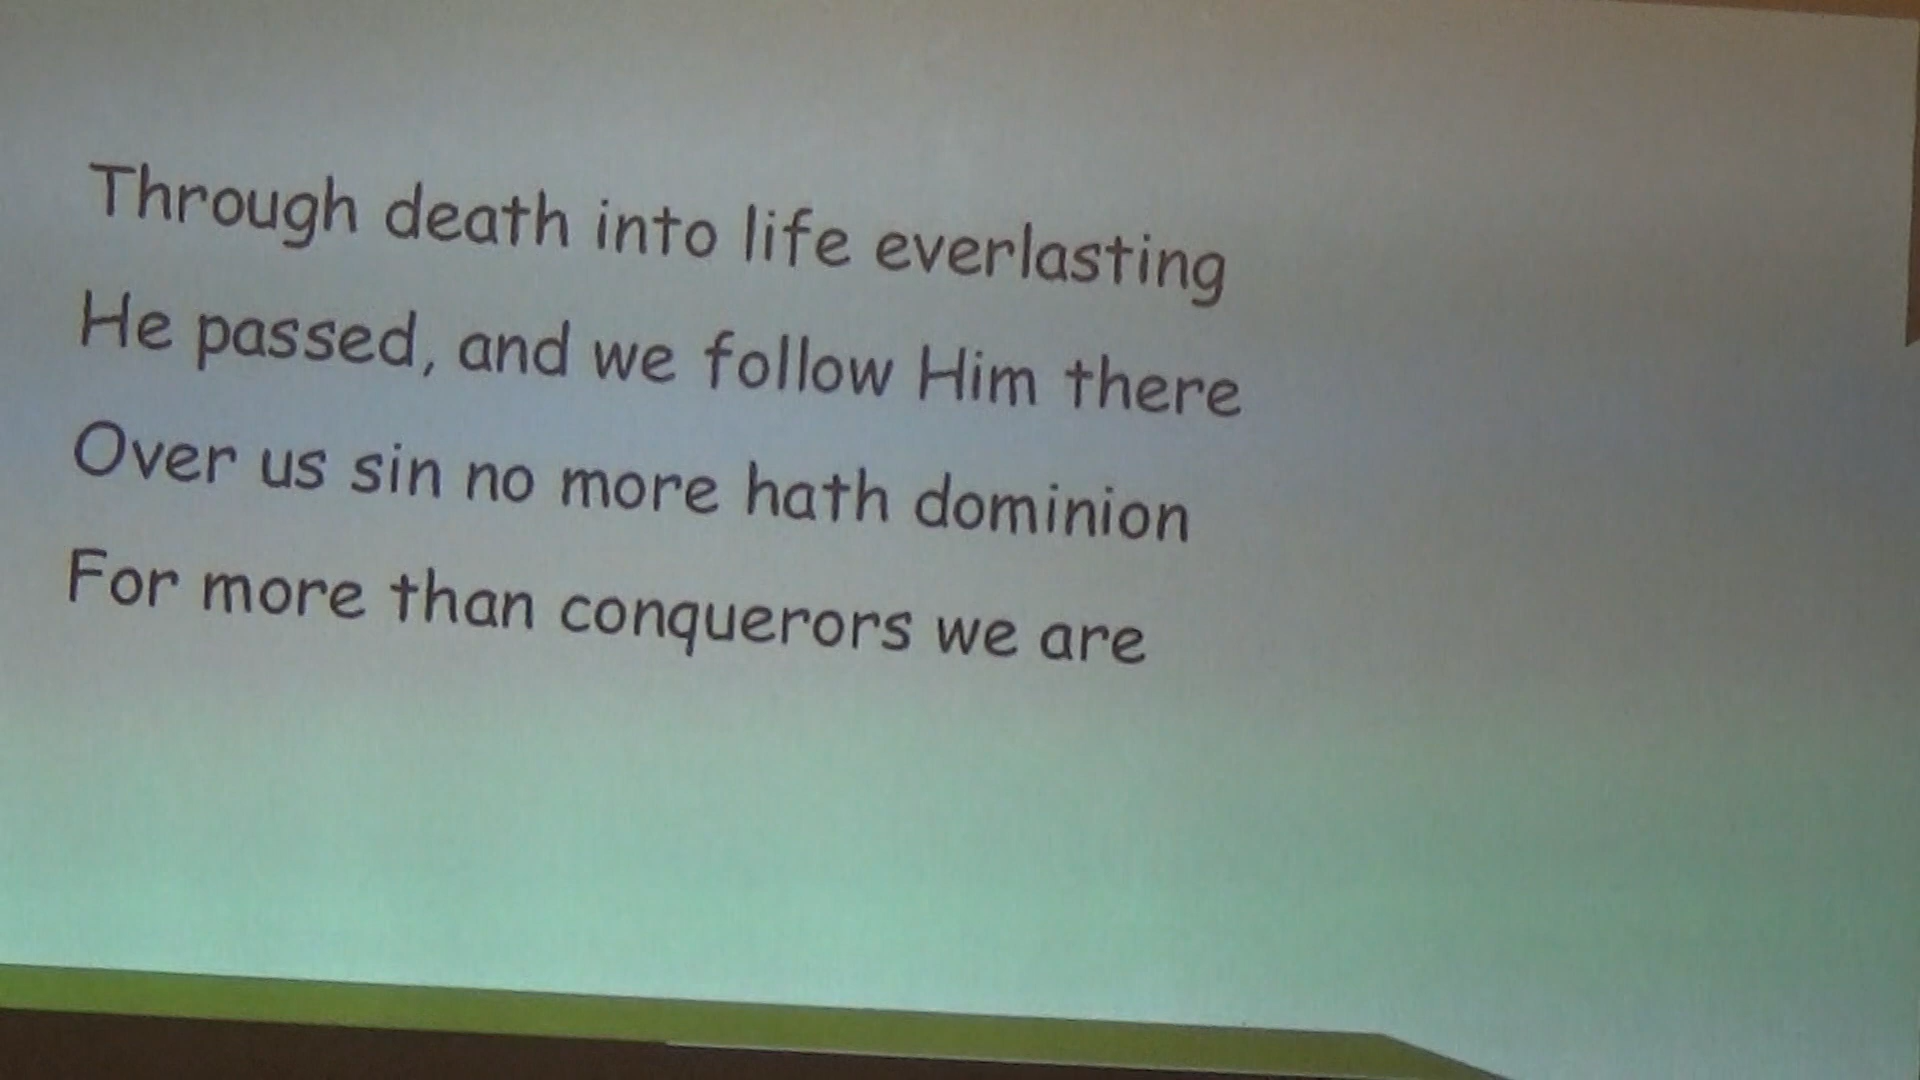 Through death into life everlasting
He passed, and we follow Him there
Over us sin no more hath dominion
For more than conquerors we are